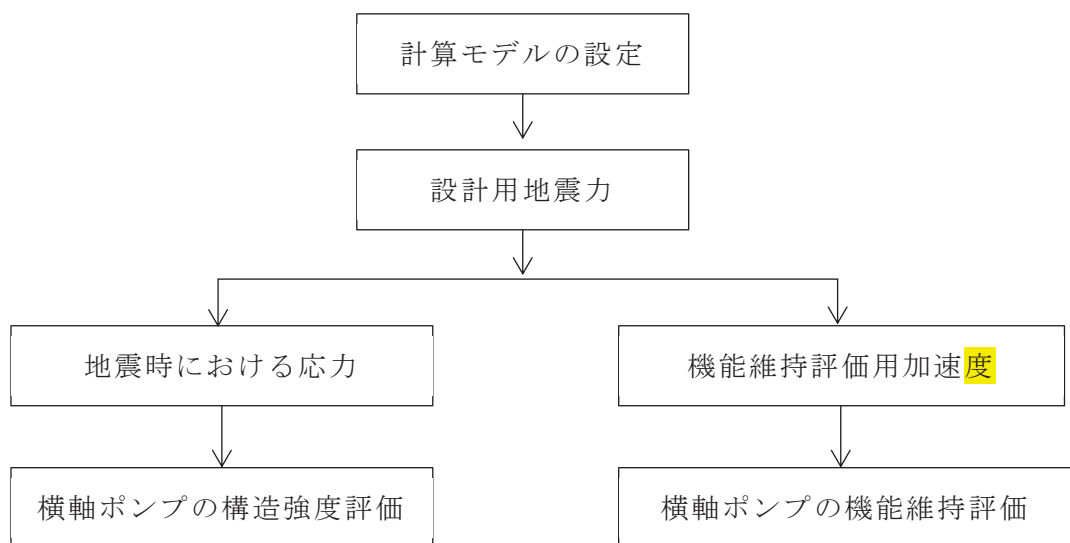 計算モデルの設定
設計用地震力
地震時における応力
機能維持評価用加速度
横軸ポンプの構造強度評価
横軸ポンプの機能維持評価